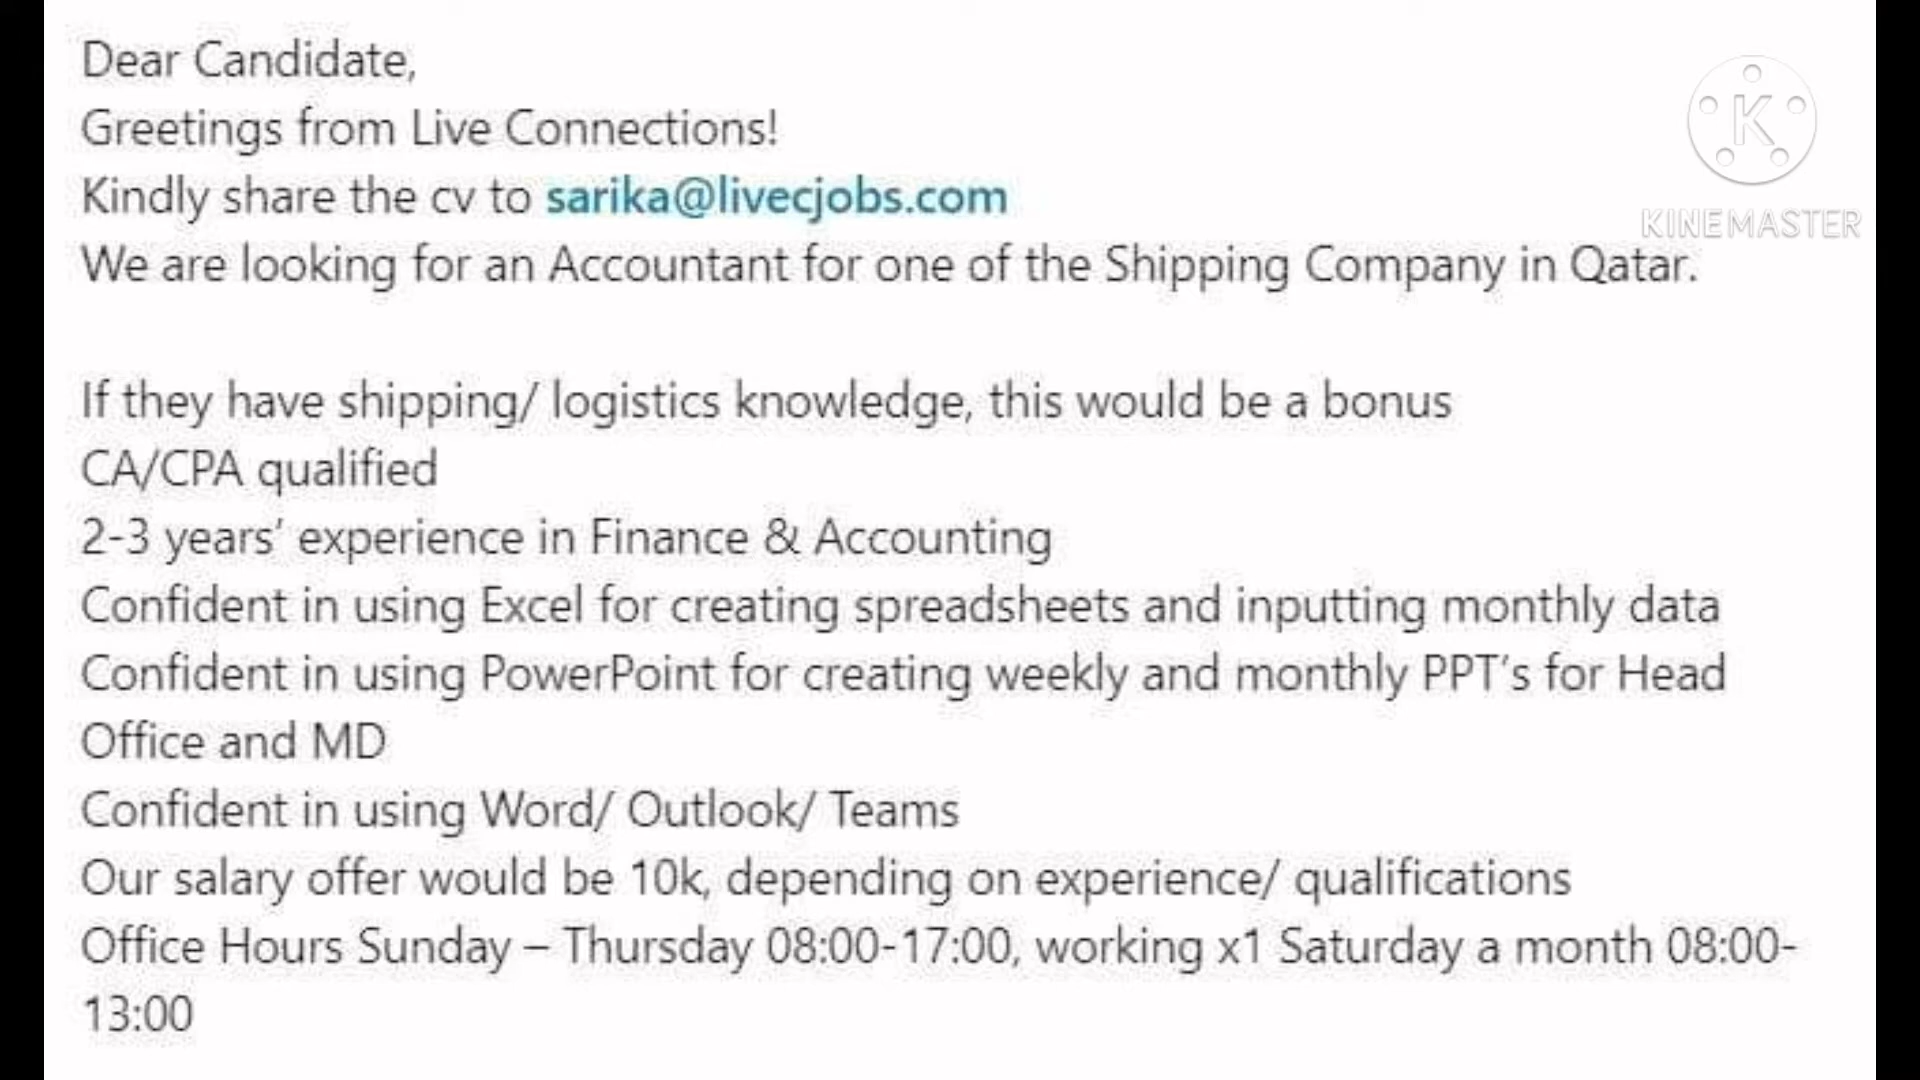 Dear Candidate,
Greetings from Live Connections!
Kindly share the cv to sarika@livecjobs.com
We are looking for an Accountant for one of the Shipping Company in Qatar.
If they have shipping/ logistics knowledge, this would be a bonus
CA/CPA qualified
2-3 years’ experience in Finance & Accounting
Confident in using Excel for creating spreadsheets and inputting monthly data
Confident in using PowerPoint for creating weekly and monthly PPT’s for Head
Office and MD
Confident in using Word/ Outlook/ Teams
Our salary offer would be 10k, depending on experience/ qualifications
Office Hours Sunday – Thursday 08:00-17:00, working x1 Saturday a month 08:00-
13:00
K
KINEMASTER